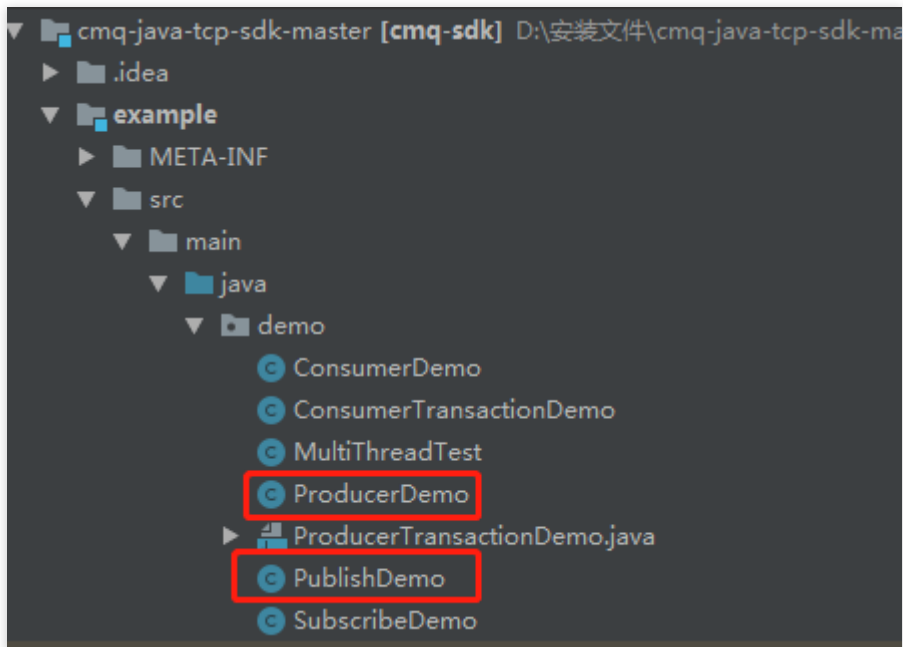 cmq-java-tcp-sdk-master [cmq-sdk] D:\安装文件\cmq-java-tcp-sdk-ma
.idea
example
META-INF
src
main
java
demo
ConsumerDemo
ConsumerTransactionDemo
MultiThreadTest
ProducerDemo
ProducerTransactionDemo.java
PublishDemo
SubscribeDemo